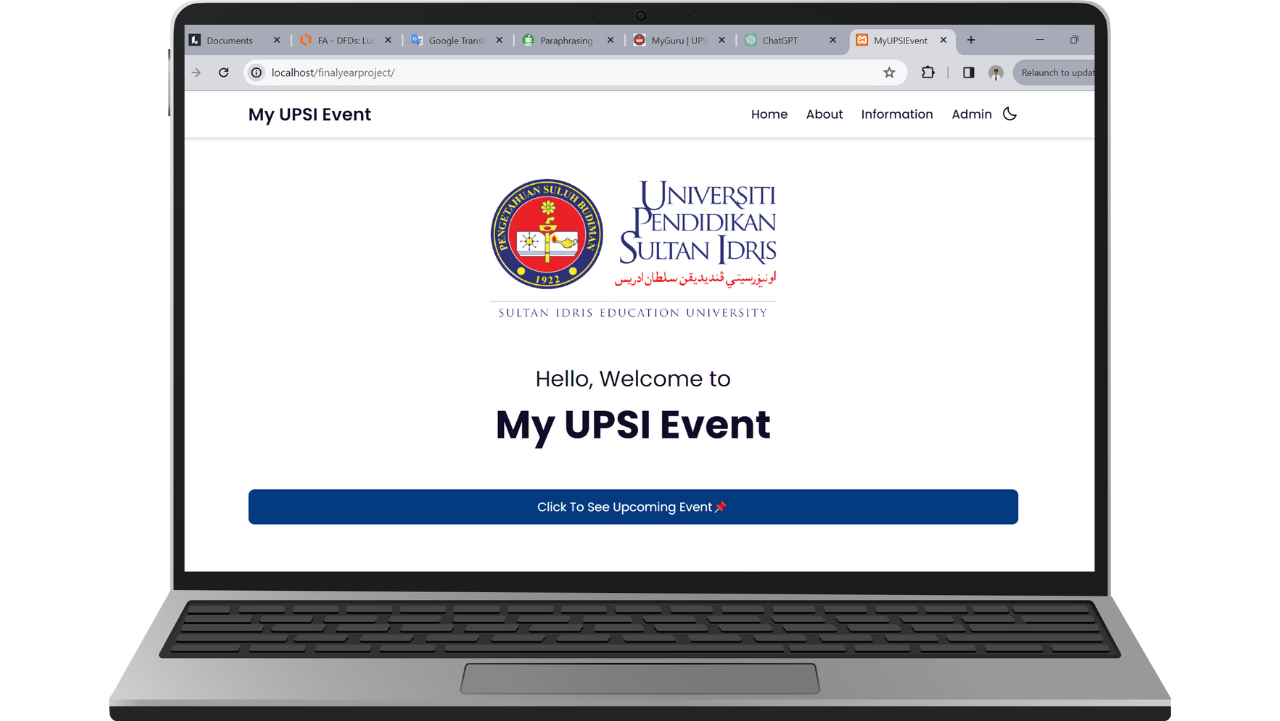 Documents
FA - DFDs: Lu
Google Transl
Paraphrasing
MyGuru | UPS
ChatGPT
MyUPSIEvent
localhost/finalyearproject/
Relaunch to updat
My UPSI Event
Home
About
Information
Admin
PENGETAHUAN SULUH BUDIMAN
1922
UNIVERSITI
PENDIDIKAN
SULTAN IDRIS
اونيۏرسيتي ڤنديديقن سلطان ادريس
SULTAN IDRIS EDUCATION UNIVERSITY
Hello, Welcome to
My UPSI Event
Click To See Upcoming Event📌